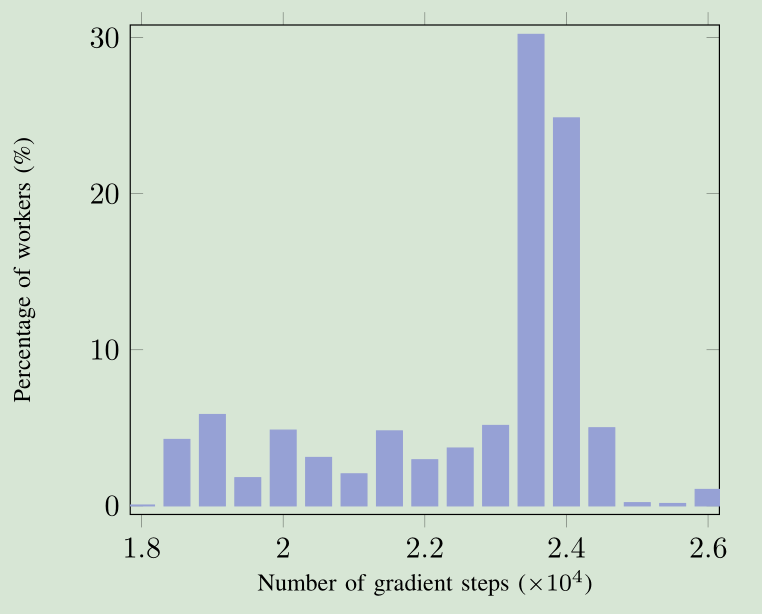 30
20
10
0
Percentage of workers (%)
1.8 2 2.2 2.4 2.6
Number of gradient steps (×10⁴)